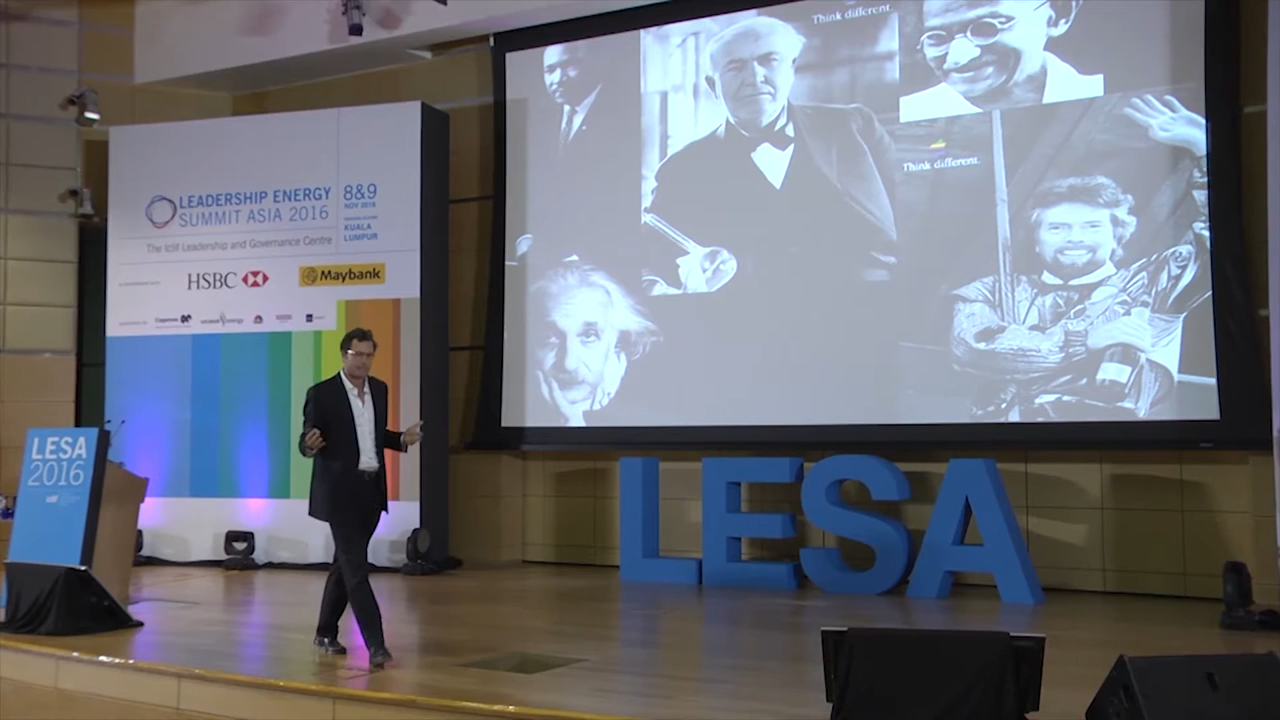 Think different.
Think different.
LEADERSHIP ENERGY
SUMMIT ASIA 2016
8&9
NOV 2016
KUALA
LUMPUR
The Iclif Leadership and Governance Centre
HSBC
Maybank
LESA
2016
LESA